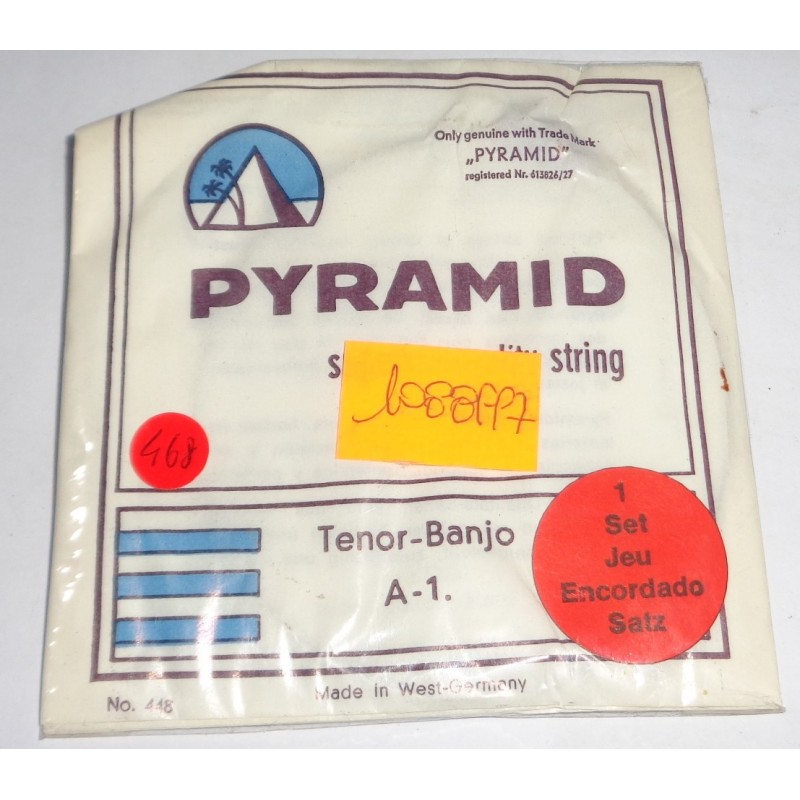 Only genuine with Trade Mark
„PYRAMID"
registered Nr. 613826/27
PYRAMID
string
468
Tenor-Banjo
A-1.
1
Set
Jeu
Encordado
Satz
No. 448
Made in West-Germany